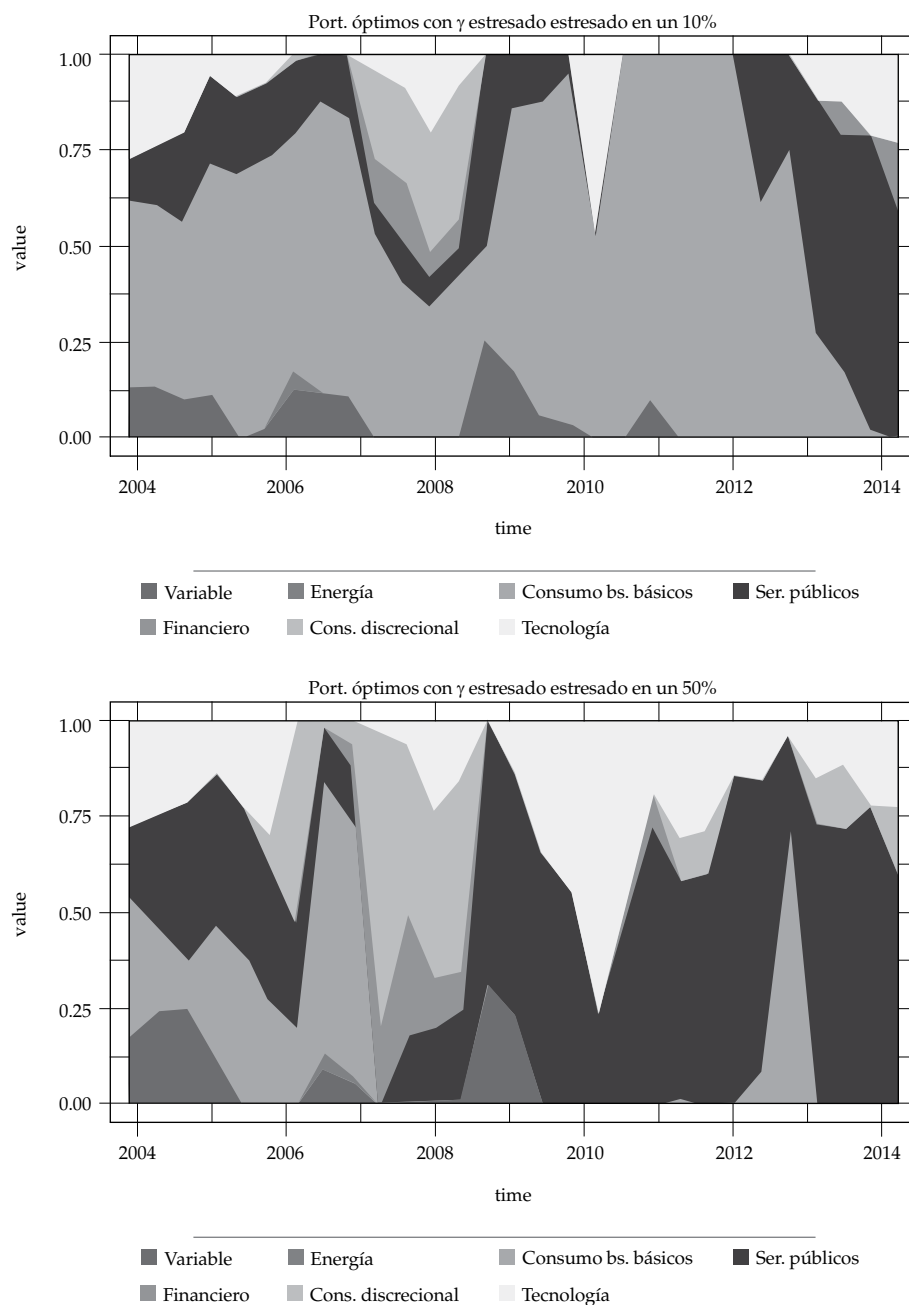 Port. óptimos con γ estresado estresado en un 10%
1.00
0.75
0.50
0.25
0.00
value
2004 2006 2008 2010 2012 2014
time
Variable Energía Consumo bs. básicos Ser. públicos
Financiero Cons. discrecional Tecnología
Port. óptimos con γ estresado estresado en un 50%
1.00
0.75
0.50
0.25
0.00
value
2004 2006 2008 2010 2012 2014
time
Variable Energía Consumo bs. básicos Ser. públicos
Financiero Cons. discrecional Tecnología